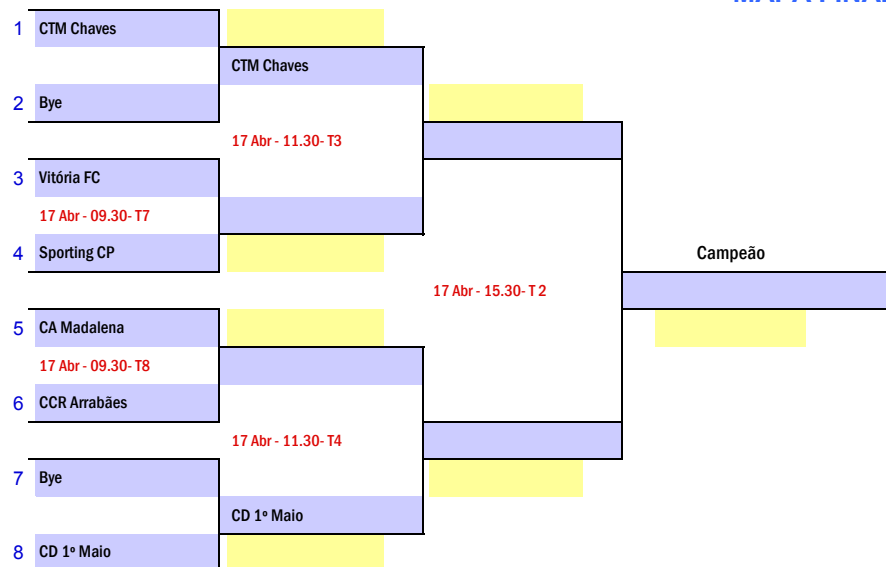 1 CTM Chaves
CTM Chaves
2 Bye
17 Abr - 11.30- T3
3 Vitória FC
17 Abr - 09.30- T7
4 Sporting CP
Campeão
17 Abr - 15.30- T 2
5 CA Madalena
17 Abr - 09.30- T8
6 CCR Arrabães
17 Abr - 11.30- T4
7 Bye
CD 1º Maio
8 CD 1º Maio